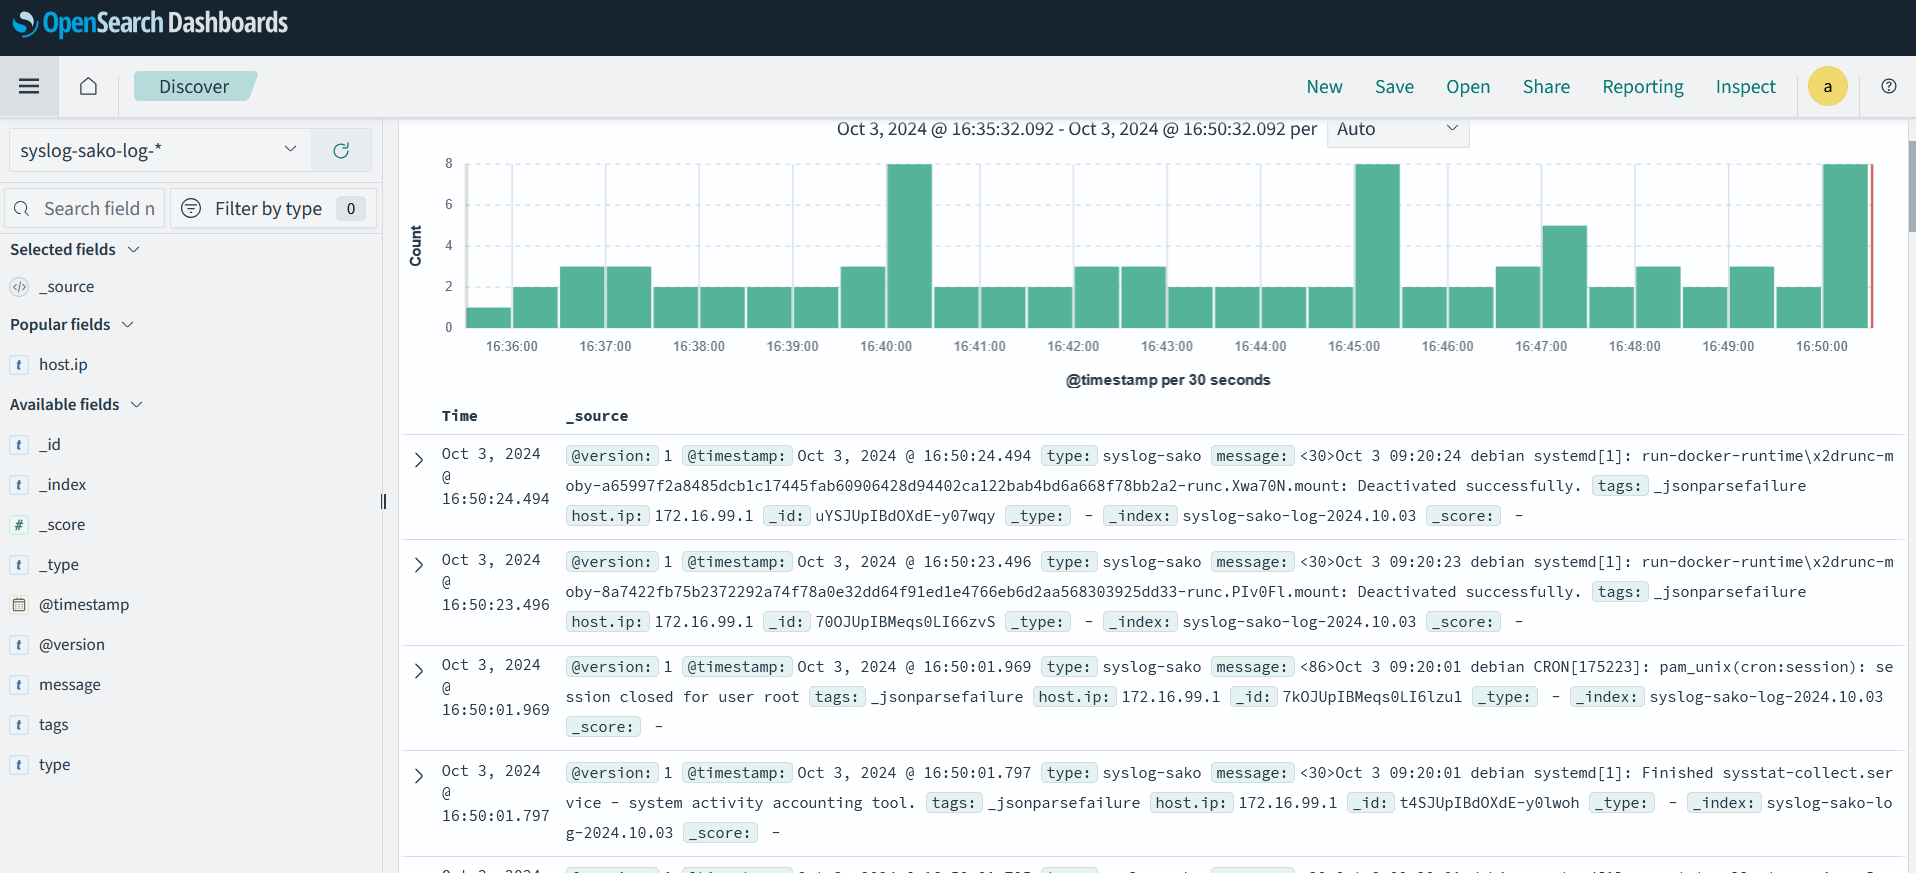 OpenSearch Dashboards
Discover
New Save Open Share Reporting Inspect a
syslog-sako-log-*
Search field n
Filter by type 0
Selected fields
_source
Popular fields
t host.ip
Available fields
t _id
t _index
# _score
t _type
@timestamp
t @version
t message
t tags
t type
Oct 3, 2024 @ 16:35:32.092 - Oct 3, 2024 @ 16:50:32.092 per Auto
Count
8
6
4
2
0
16:36:00 16:37:00 16:38:00 16:39:00 16:40:00 16:41:00 16:42:00 16:43:00 16:44:00 16:45:00 16:46:00 16:47:00 16:48:00 16:49:00 16:50:00
@timestamp per 30 seconds
Time _source
Oct 3, 2024 @ 16:50:24.494
@version: 1 @timestamp: Oct 3, 2024 @ 16:50:24.494 type: syslog-sako message: <30>Oct 3 09:20:24 debian systemd[1]: run-docker-runtime\x2drunc-m
oby-a65997f2a8485dcb1c17445fab60906428d94402ca122bab4bd6a668f78bb2a2-runc.Xwa70N.mount: Deactivated successfully. tags: _jsonparsefailure
host.ip: 172.16.99.1 _id: uYSJUpIBdOXdE-y07wqy _type: - _index: syslog-sako-log-2024.10.03 _score: -
Oct 3, 2024 @ 16:50:23.496
@version: 1 @timestamp: Oct 3, 2024 @ 16:50:23.496 type: syslog-sako message: <30>Oct 3 09:20:23 debian systemd[1]: run-docker-runtime\x2drunc-m
oby-8a7422fb75b2372292a74f78a0e32dd64f91ed1e4766eb6d2aa568303925dd33-runc.PIv0Fl.mount: Deactivated successfully. tags: _jsonparsefailure
host.ip: 172.16.99.1 _id: 70OJUpIBMeqs0LI66zvS _type: - _index: syslog-sako-log-2024.10.03 _score: -
Oct 3, 2024 @ 16:50:01.969
@version: 1 @timestamp: Oct 3, 2024 @ 16:50:01.969 type: syslog-sako message: <86>Oct 3 09:20:01 debian CRON[175223]: pam_unix(cron:session): se
ssion closed for user root tags: _jsonparsefailure host.ip: 172.16.99.1 _id: 7kOJUpIBMeqs0LI6lzu1 _type: - _index: syslog-sako-log-2024.10.03
_score: -
Oct 3, 2024 @ 16:50:01.797
@version: 1 @timestamp: Oct 3, 2024 @ 16:50:01.797 type: syslog-sako message: <30>Oct 3 09:20:01 debian systemd[1]: Finished sysstat-collect.ser
vice - system activity accounting tool. tags: _jsonparsefailure host.ip: 172.16.99.1 _id: t4SJUpIBdOXdE-y0lwoh _type: - _index: syslog-sako-lo
g-2024.10.03 _score: -